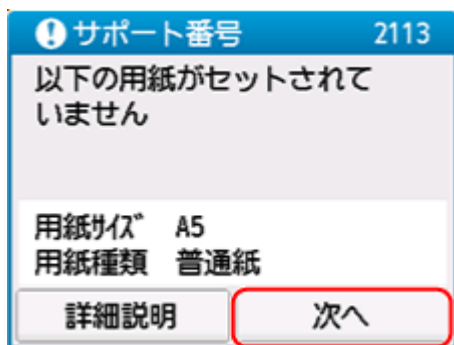 サポート番号 2113
以下の用紙がセットされて
いません
用紙ｻｲｽﾞ A5
用紙種類 普通紙
詳細説明 次へ